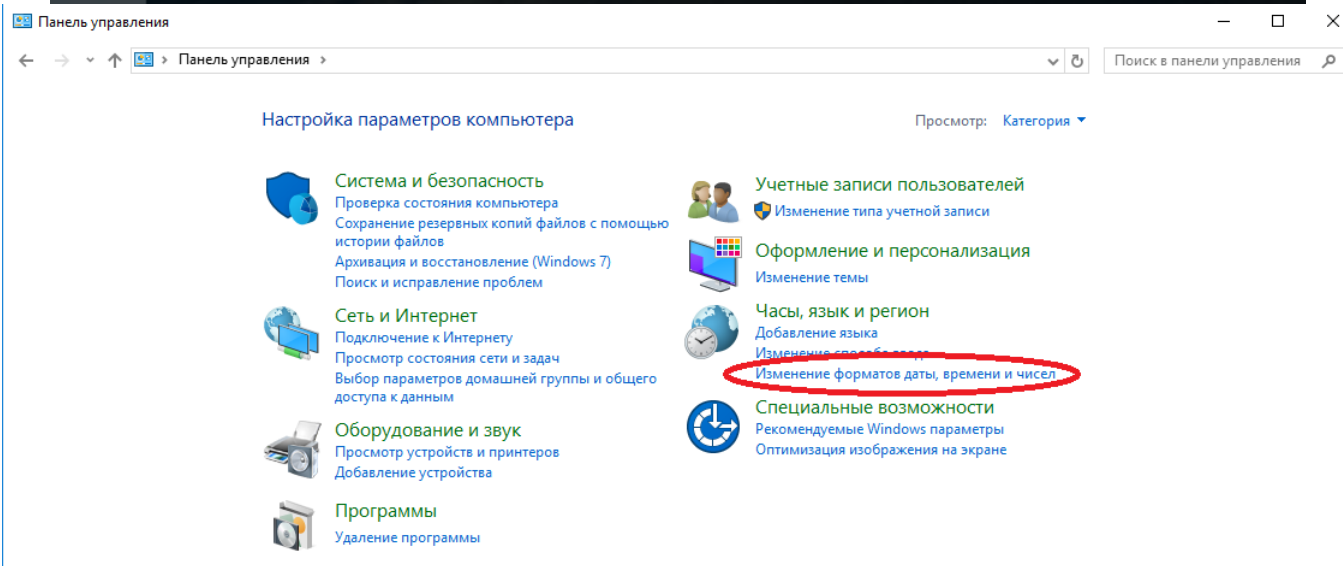 Панель управления
Панель управления
Поиск в панели управления
Настройка параметров компьютера
Просмотр: Категория
Система и безопасность
Проверка состояния компьютера
Сохранение резервных копий файлов с помощью
истории файлов
Архивация и восстановление (Windows 7)
Поиск и исправление проблем
Сеть и Интернет
Подключение к Интернету
Просмотр состояния сети и задач
Выбор параметров домашней группы и общего
доступа к данным
Оборудование и звук
Просмотр устройств и принтеров
Добавление устройства
Программы
Удаление программы
Учетные записи пользователей
Изменение типа учетной записи
Оформление и персонализация
Изменение темы
Часы, язык и регион
Добавление языка
Изменение способа ввода
Изменение форматов даты, времени и чисел
Специальные возможности
Рекомендуемые Windows параметры
Оптимизация изображения на экране